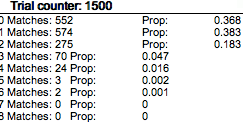 Trial counter: 1500
0 Matches: 552 Prop: 0.368
1 Matches: 574 Prop: 0.383
2 Matches: 275 Prop: 0.183
3 Matches: 70 Prop: 0.047
4 Matches: 24 Prop: 0.016
5 Matches: 3 Prop: 0.002
6 Matches: 2 Prop: 0.001
7 Matches: 0 Prop: 0
8 Matches: 0 Prop: 0